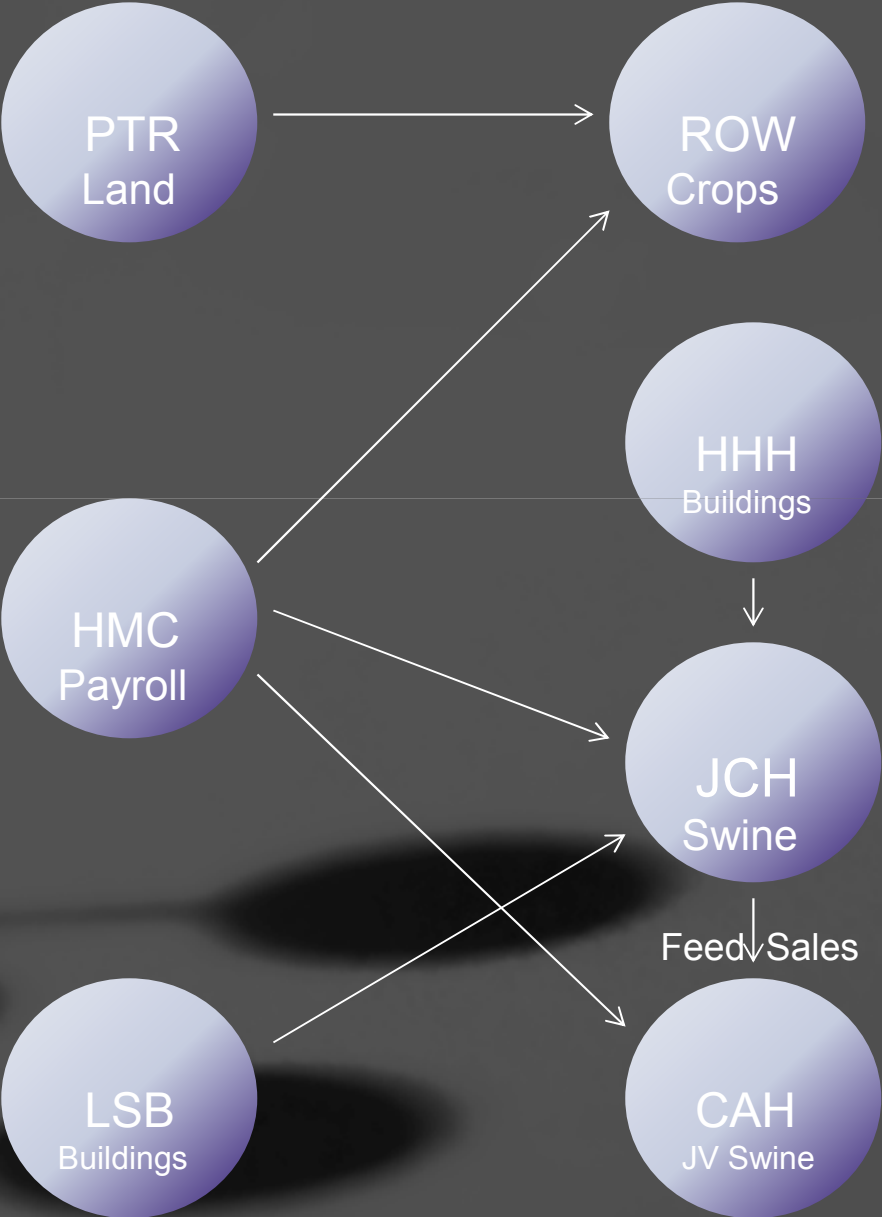 PTR
Land
ROW
Crops
HHH
Buildings
HMC
Payroll
JCH
Swine
Feed Sales
LSB
Buildings
CAH
JV Swine